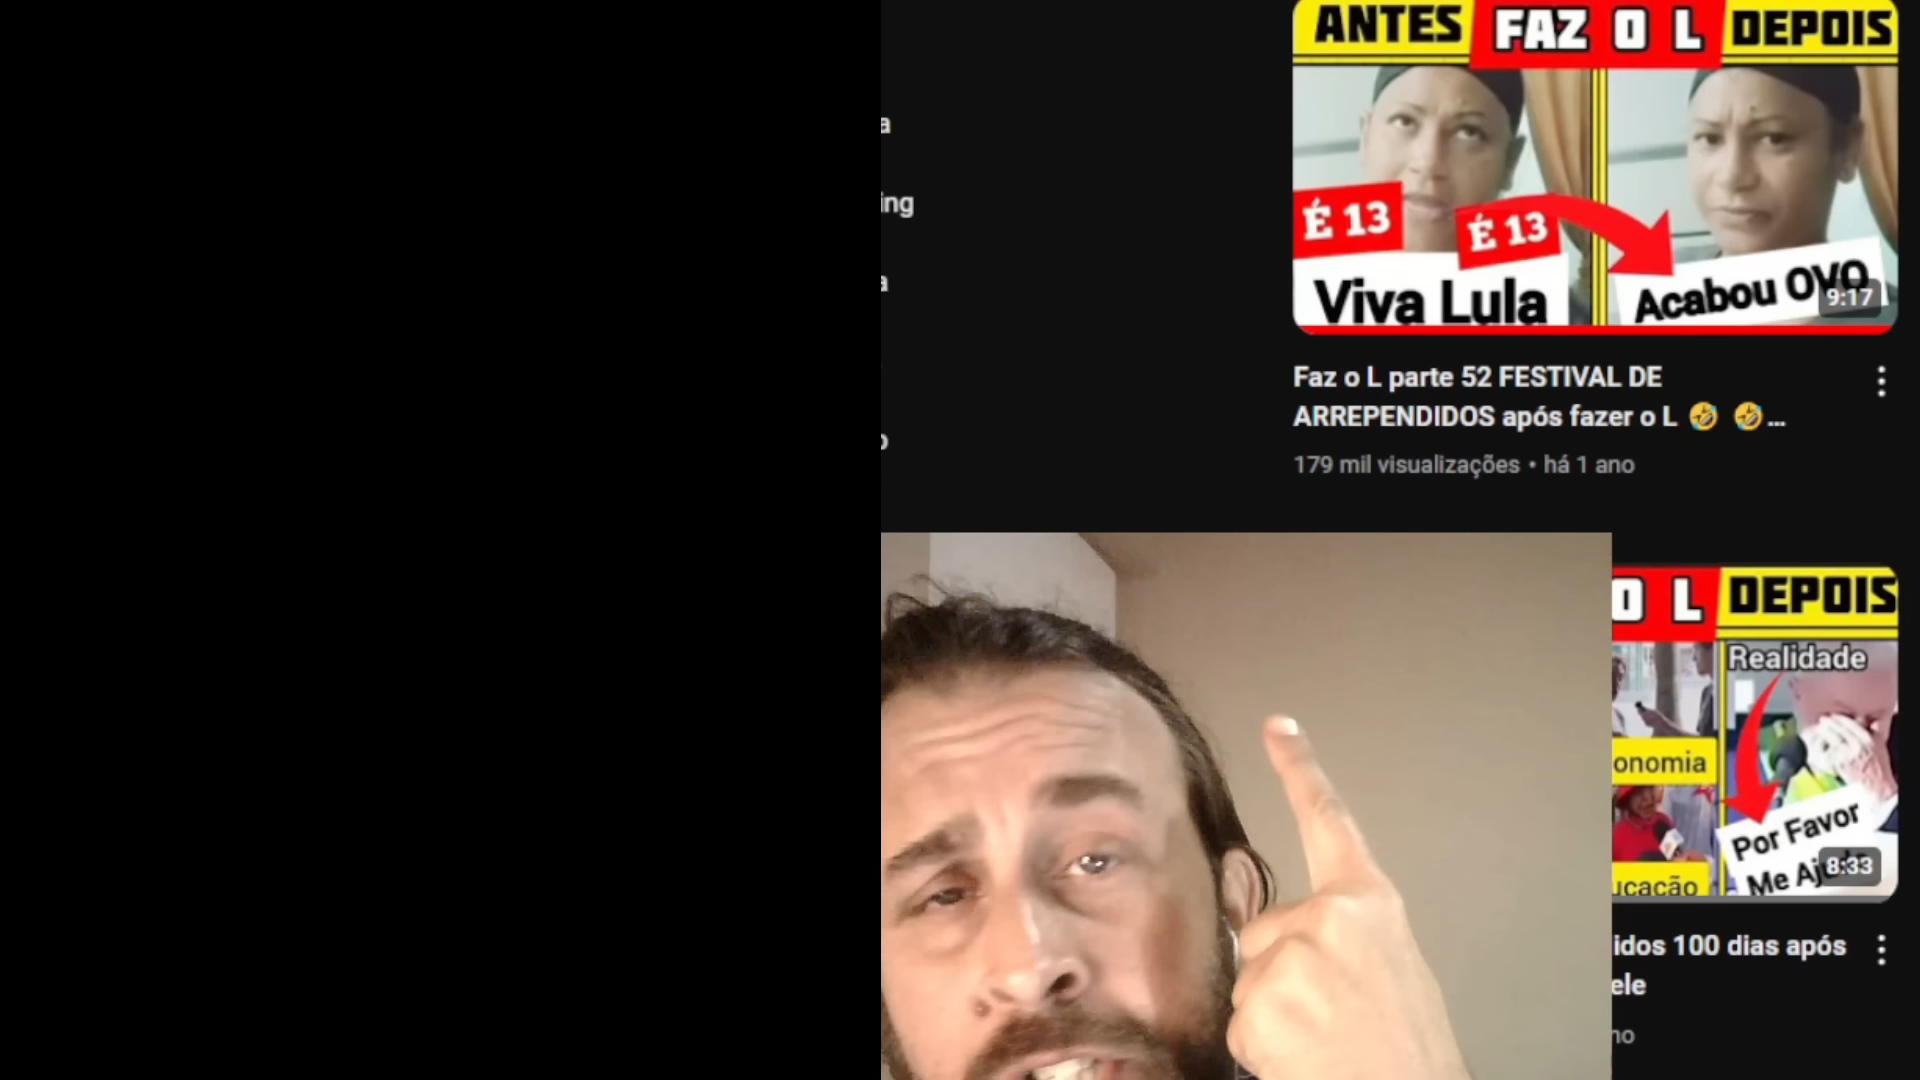 ANTES FAZ O L DEPOIS
É 13
É 13
Viva Lula
Acabou OVO
9:17
Faz o L parte 52 FESTIVAL DE
ARREPENDIDOS após fazer o L 🤣 🤣...
179 mil visualizações • há 1 ano
a
ing
a
o
O L DEPOIS
Realidade
onomia
ucação
Por Favor
Me Aj
8:33
idos 100 dias após
ele
no